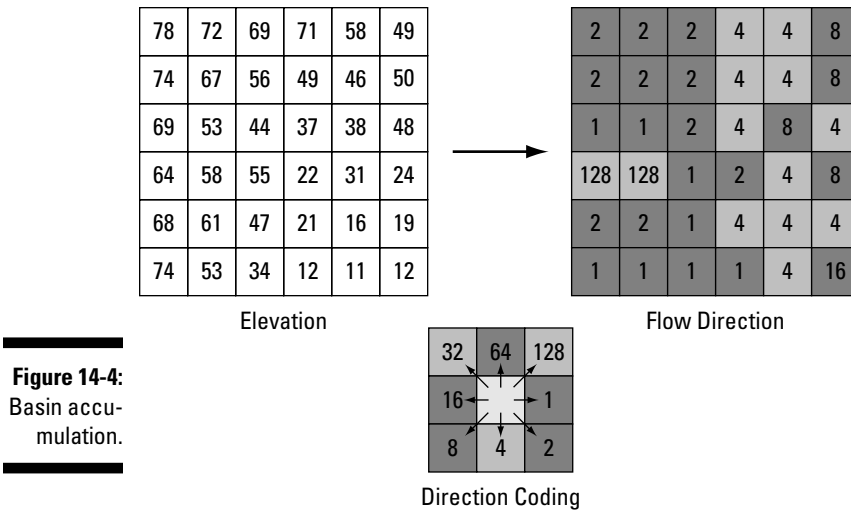 78 72 69 71 58 49
74 67 56 49 46 50
69 53 44 37 38 48
64 58 55 22 31 24
68 61 47 21 16 19
74 53 34 12 11 12
Elevation
2 2 2 4 4 8
2 2 2 4 4 8
1 1 2 4 8 4
128 128 1 2 4 8
2 2 1 4 4 4
1 1 1 1 4 16
Flow Direction
Figure 14-4:
Basin accu-
mulation.
32 64 128
16 1
8 4 2
Direction Coding